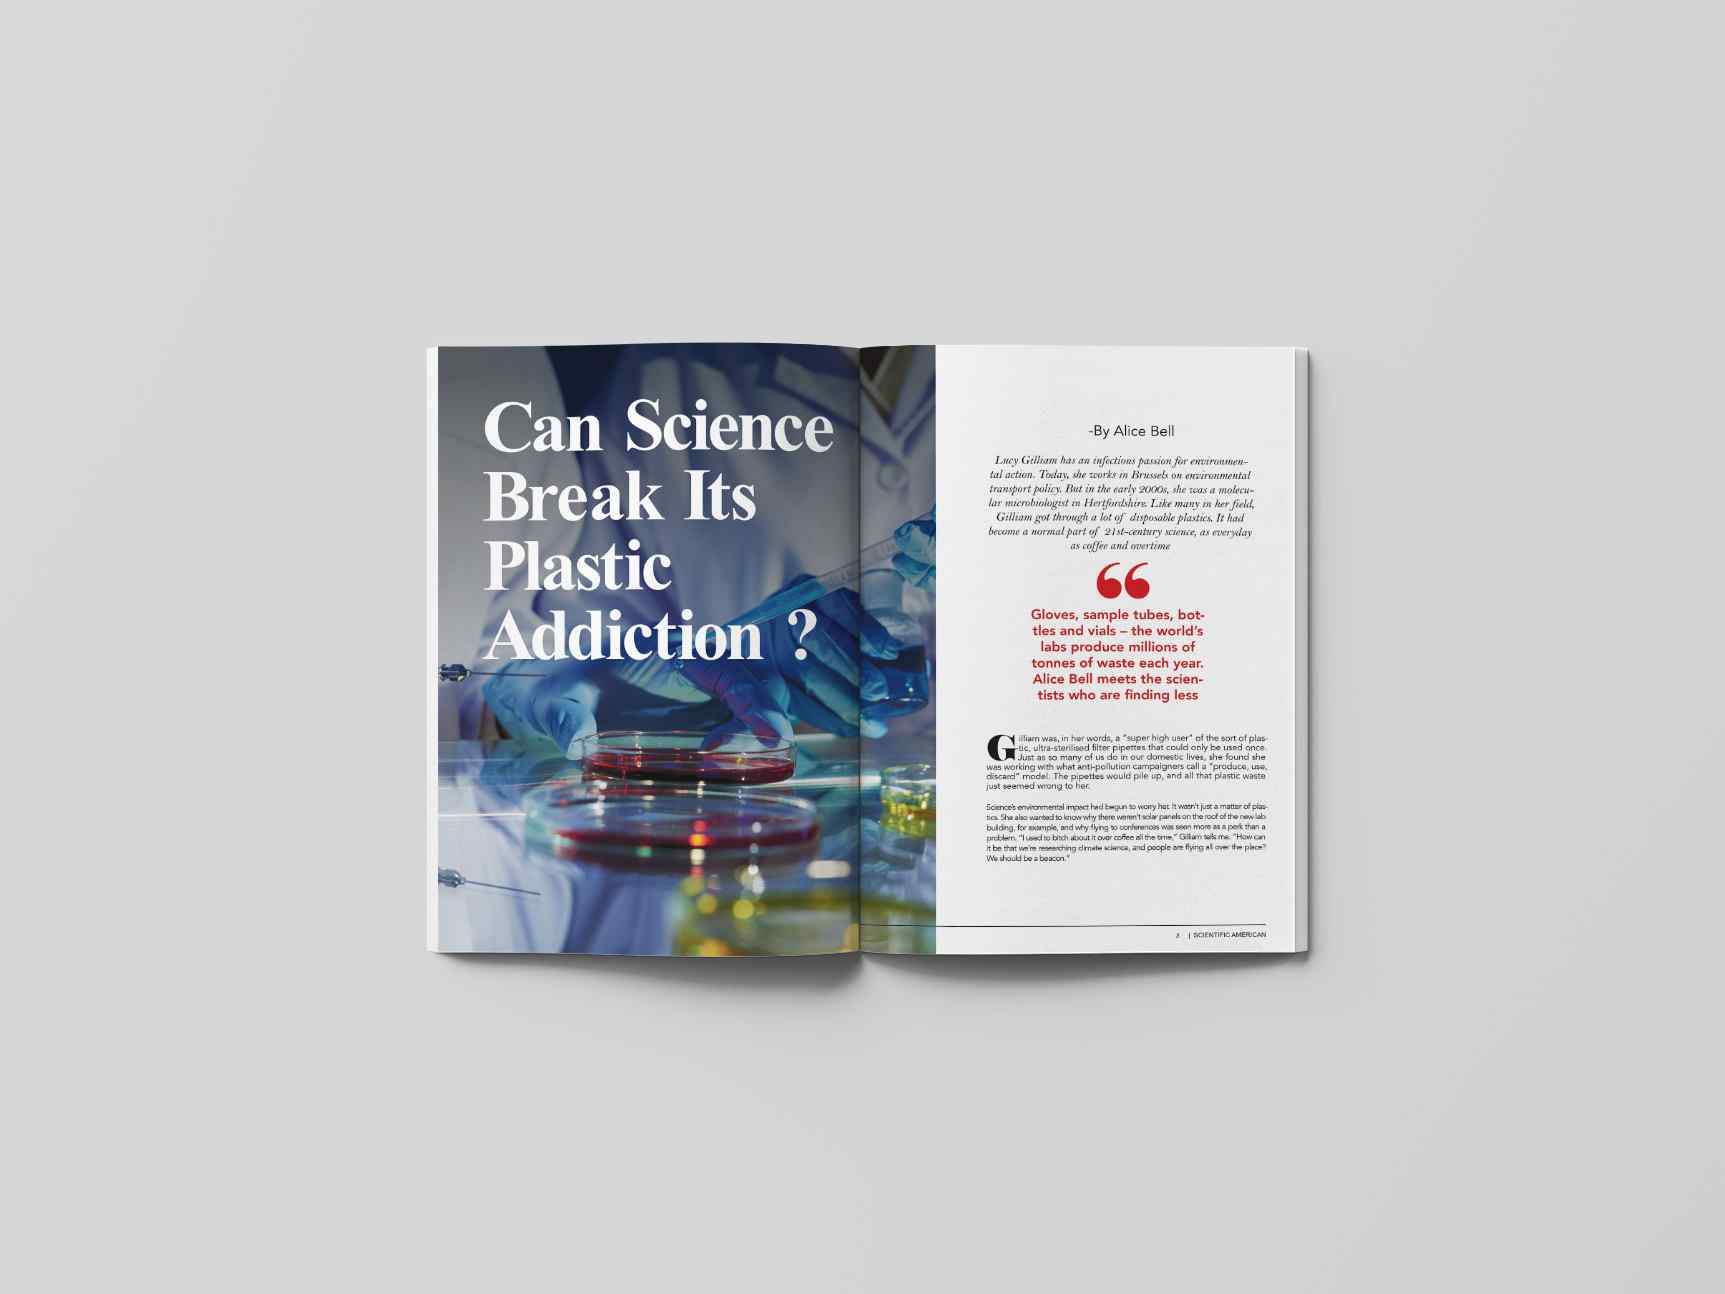 Can Science
Break Its
Plastic
Addiction ?
-By Alice Bell
Lucy Gilliam has an infectious passion for environmen-
tal action. Today, she works in Brussels on environmental
transport policy. But in the early 2000s, she was a molecu-
lar microbiologist in Hertfordshire. Like many in her field,
Gilliam got through a lot of disposable plastics. It had
become a normal part of 21st-century science, as everyday
as coffee and overtime
“
Gloves, sample tubes, bot-
tles and vials – the world’s
labs produce millions of
tonnes of waste each year.
Alice Bell meets the scien-
tists who are finding less
Gilliam was, in her words, a “super high user” of the sort of plas-
tic, ultra-sterilised filter pipettes that could only be used once.
Just as so many of us do in our domestic lives, she found she
was working with what anti-pollution campaigners call a “produce, use,
discard” model. The pipettes would pile up, and all that plastic waste
just seemed wrong to her.
Science’s environmental impact had begun to worry her. It wasn’t just a matter of plas-
tics. She also wanted to know why there weren’t solar panels on the roof of the new lab
building, for example, and why flying to conferences was seen more as a perk than a
problem. “I used to bitch about it over coffee all the time,” Gilliam tells me. “How can
it be that we’re researching climate science, and people are flying all over the place?
We should be a beacon.”
3 | SCIENTIFIC AMERICAN